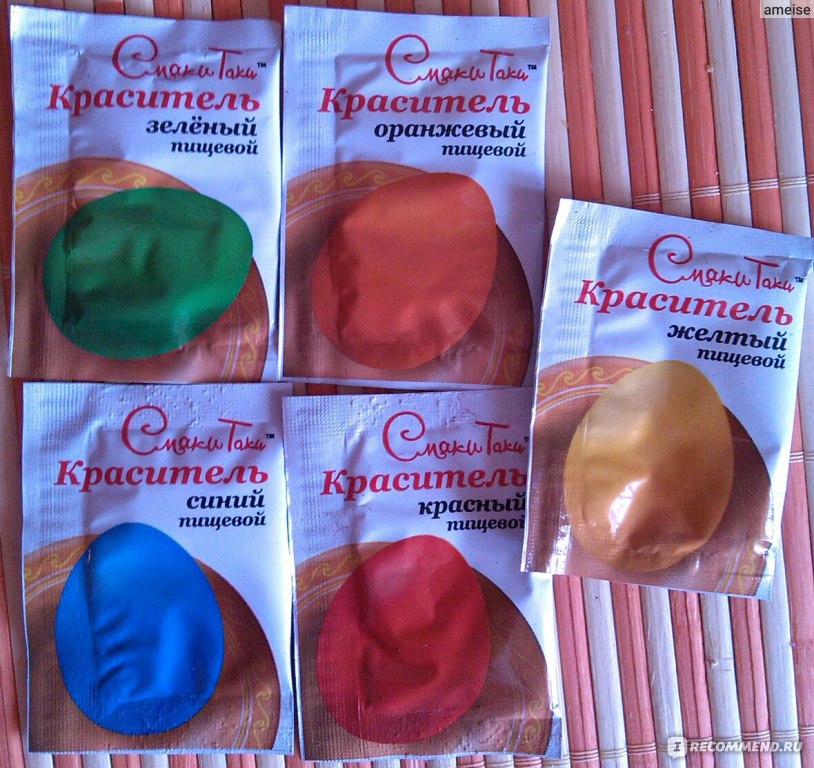 ameise
Смаки Таки™
Краситель
зелёный
пищевой
Смаки Таки™
Краситель
оранжевый
пищевой
Смаки Таки™
Краситель
желтый
пищевой
Смаки Таки™
Краситель
синий
пищевой
Смаки Таки™
Краситель
красный
пищевой
I RECOMMEND.RU